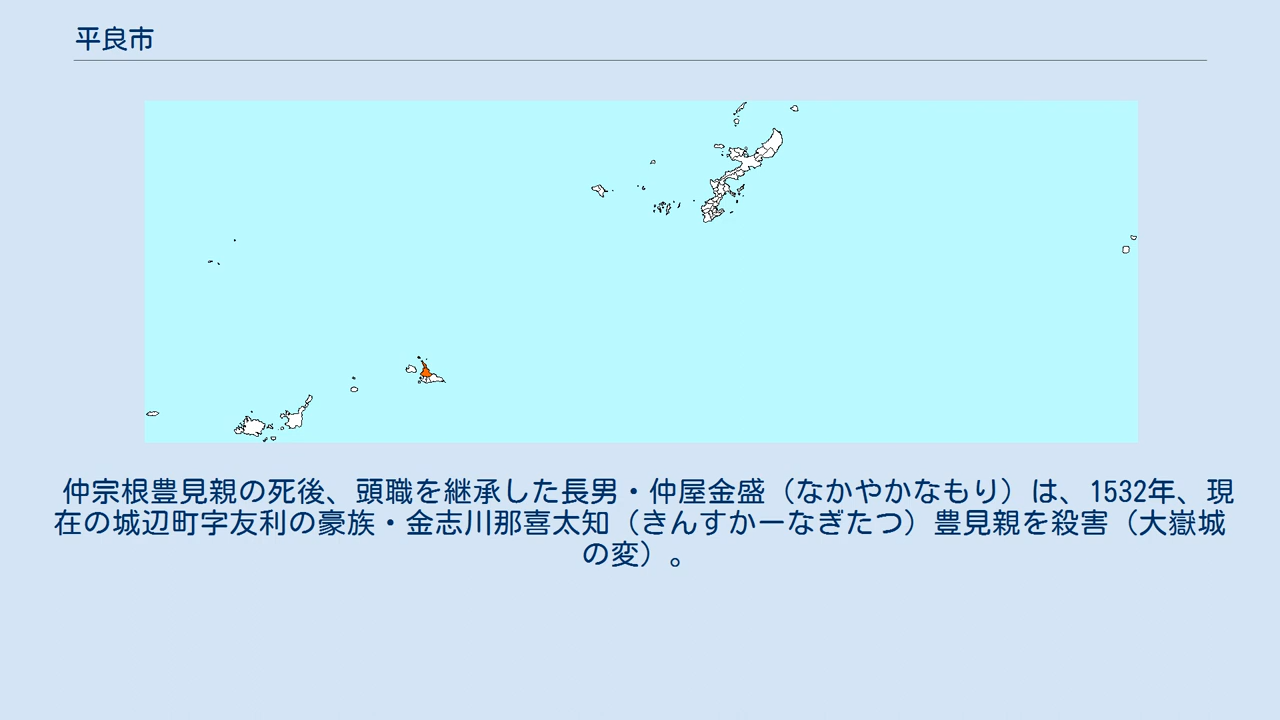 平良市
仲宗根豊見親の死後、頭職を継承した長男・仲屋金盛（なかやかなもり）は、1532年、現
在の城辺町字友利の豪族・金志川那喜太知（きんすかーなぎたつ）豊見親を殺害（大嶽城
の変）。